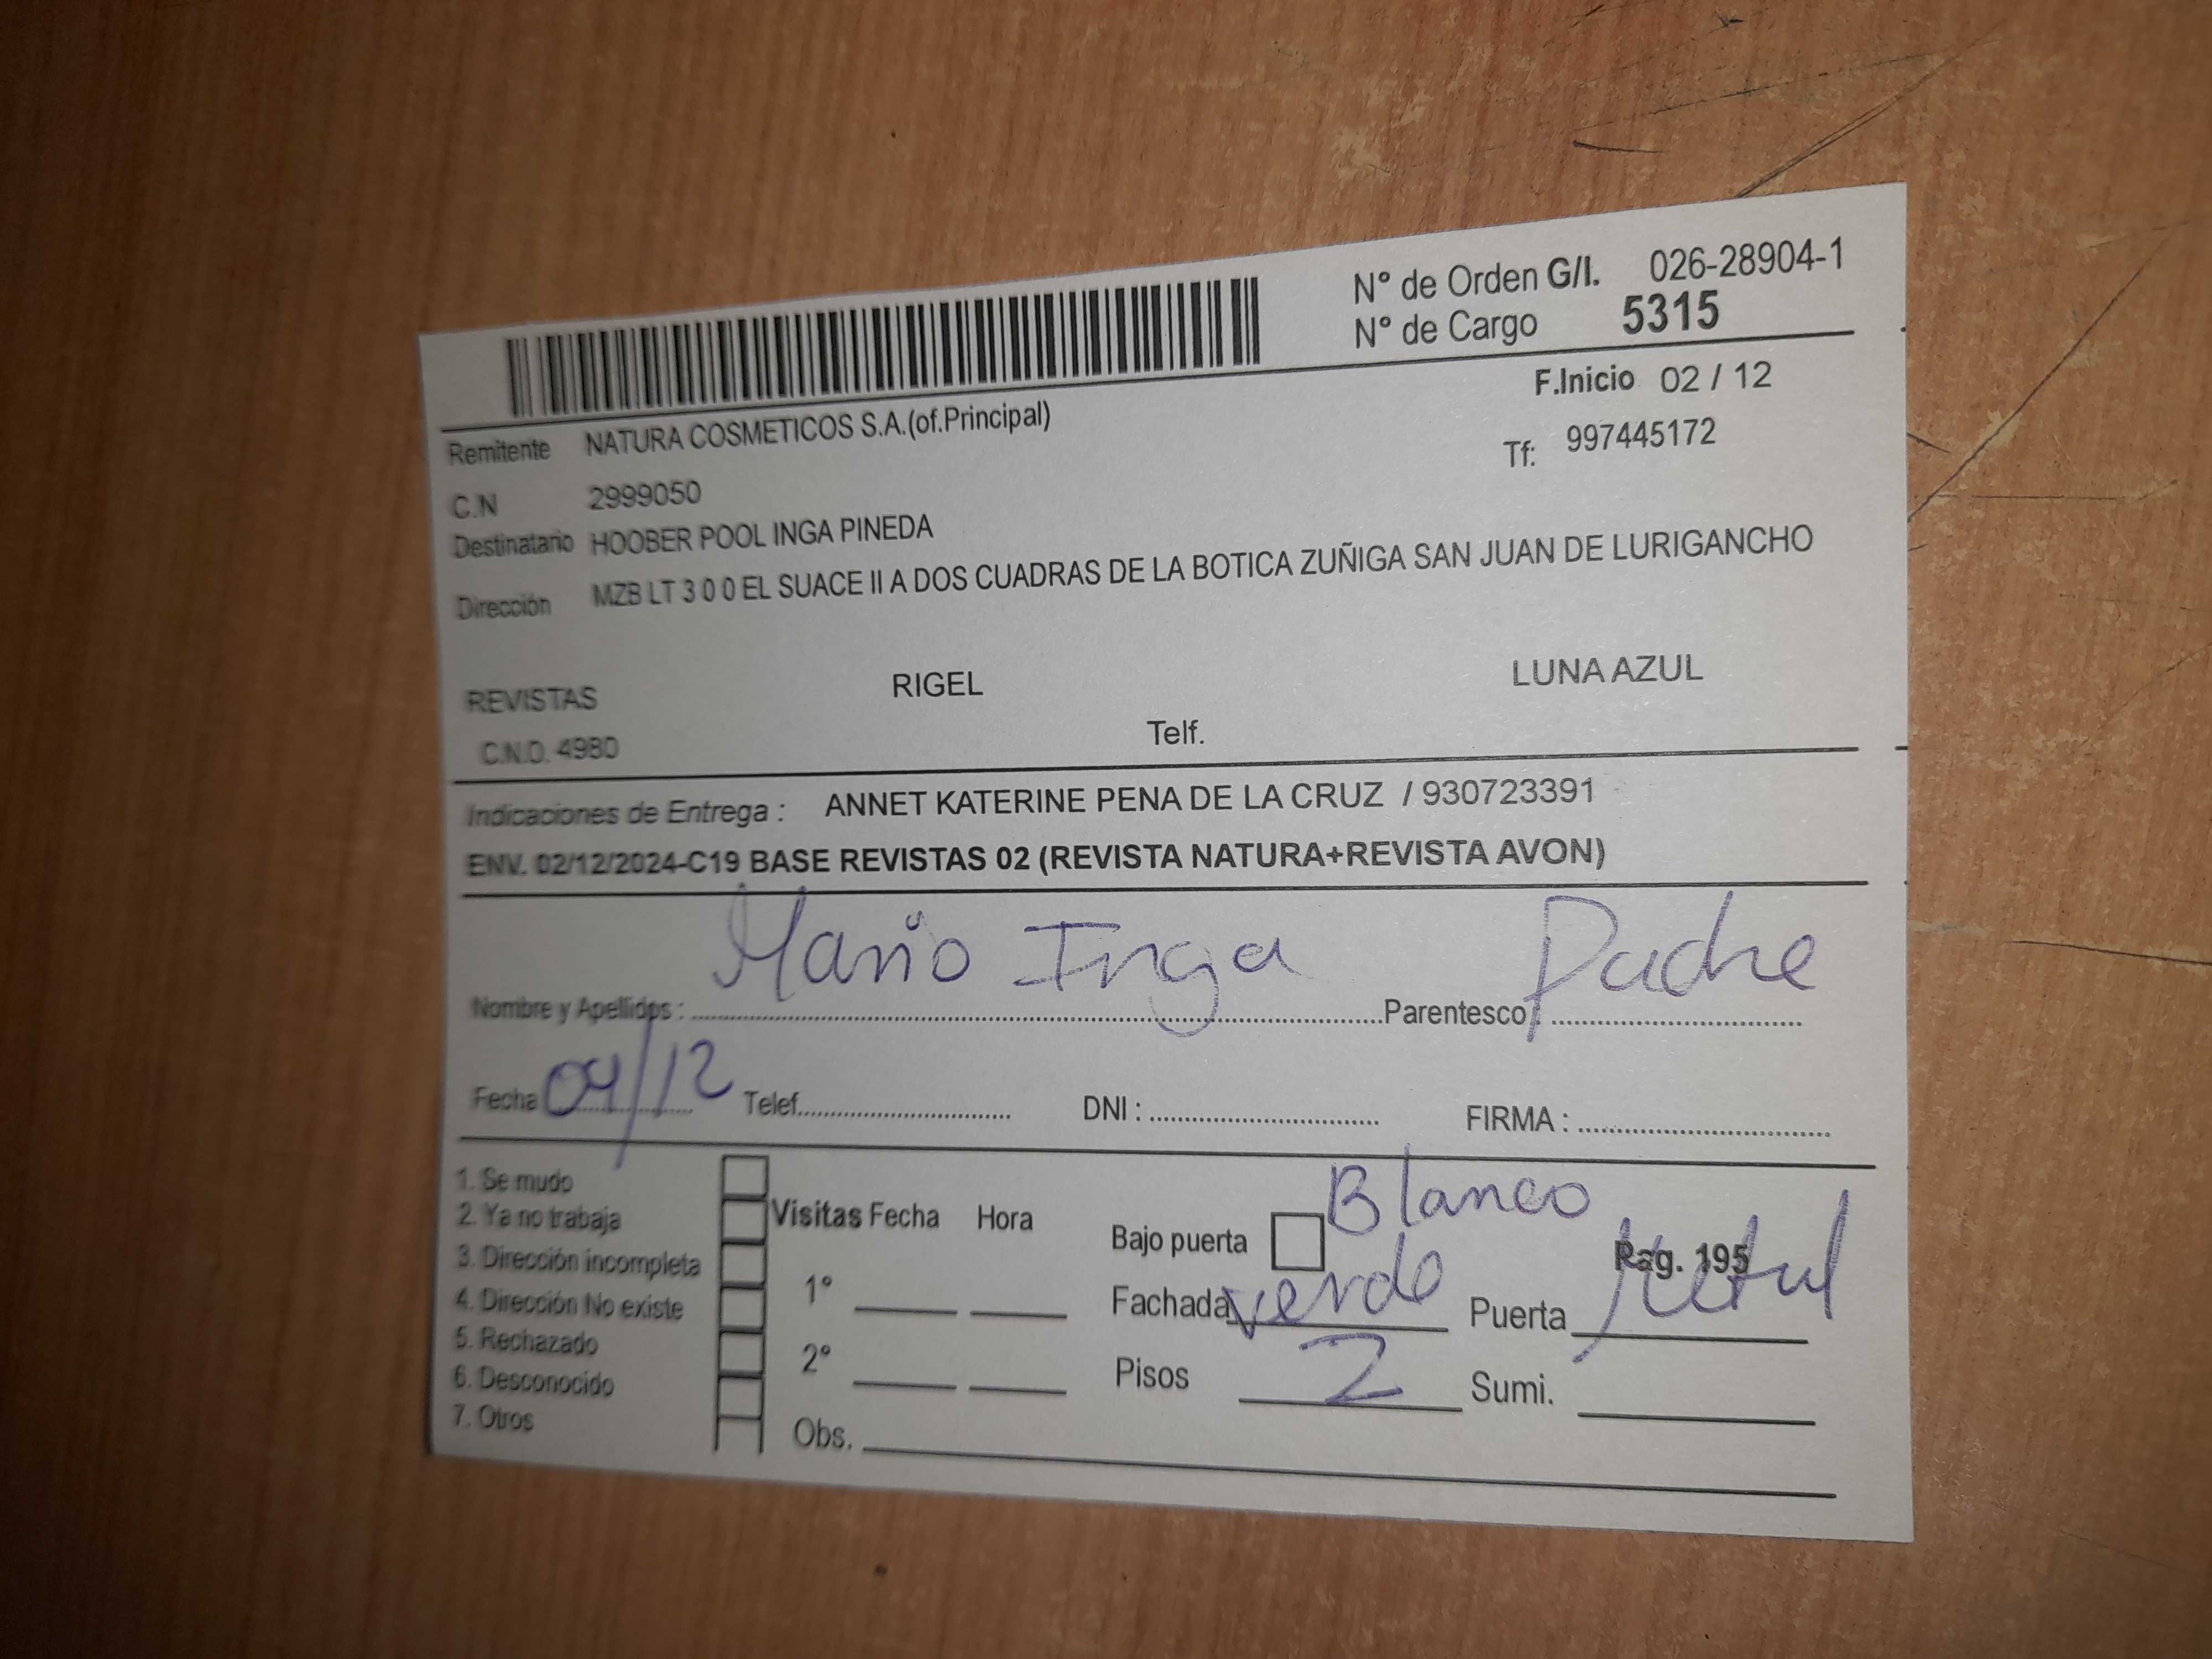 N° de Orden G/I. 026-28904-1
N° de Cargo 5315
F.Inicio 02 / 12
Remitente NATURA COSMETICOS S.A.(of.Principal)
Tf: 997445172
C.N 2999050
Destinatario HOOBER POOL INGA PINEDA
Dirección MZB LT 3 0 0 EL SUACE II A DOS CUADRAS DE LA BOTICA ZUÑIGA SAN JUAN DE LURIGANCHO
REVISTAS RIGEL LUNA AZUL
C.N.D. 4980 Telf.
Indicaciones de Entrega : ANNET KATERINE PENA DE LA CRUZ / 930723391
ENV. 02/12/2024-C19 BASE REVISTAS 02 (REVISTA NATURA+REVISTA AVON)
Nombre y Apellidos : Mario Inga Parentesco : Padre
Fecha 04/12 Telef. DNI : FIRMA :
1. Se mudo
2. Ya no trabaja
3. Dirección incompleta
4. Dirección No existe
5. Rechazado
6. Desconocido
7. Otros
Visitas Fecha Hora
1°
2°
Obs.
Bajo puerta Blanco
Pag. 195
Fachada verde Puerta Metal
Pisos 2 Sumi.